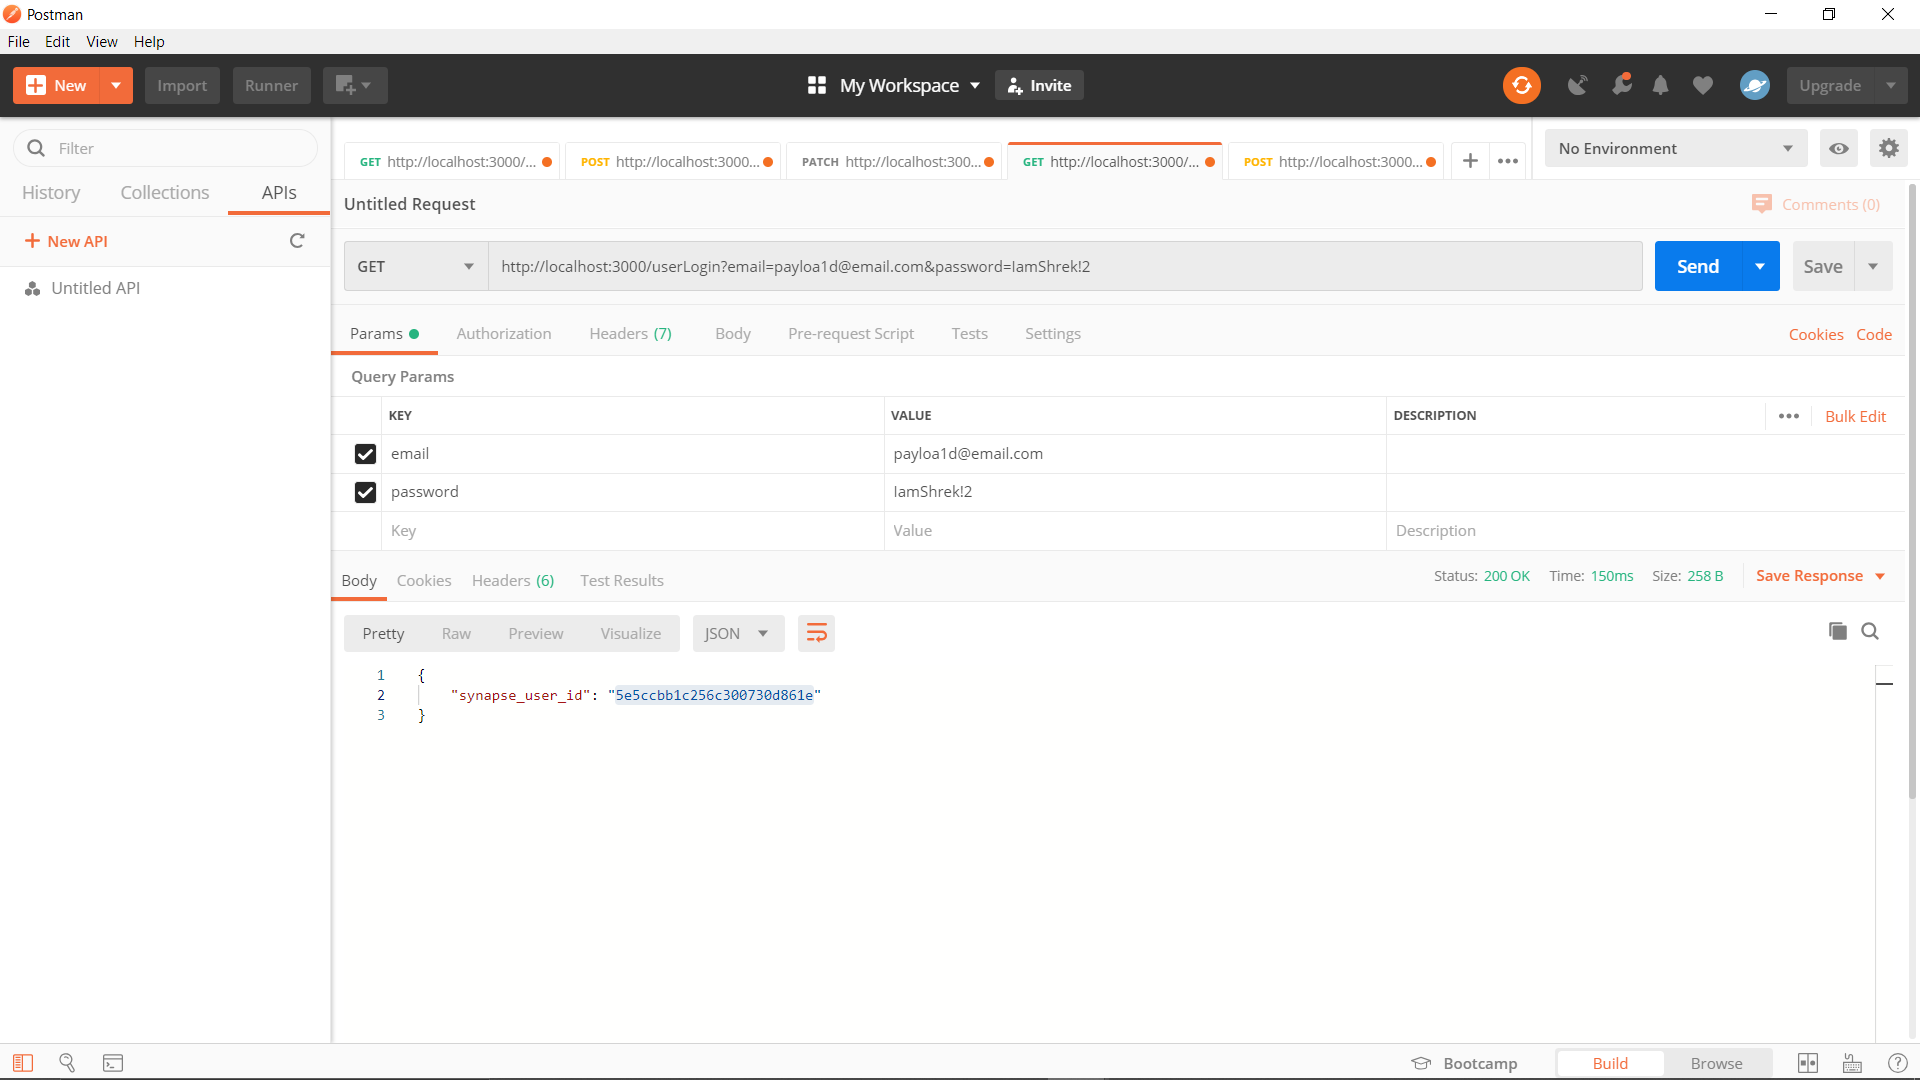 Postman
File Edit View Help
New Import Runner My Workspace Invite Upgrade
Filter
History Collections APIs
New API
Untitled API
GET http://localhost:3000/... POST http://localhost:3000... PATCH http://localhost:300... GET http://localhost:3000/... POST http://localhost:3000... No Environment
Untitled Request Comments (0)
GET http://localhost:3000/userLogin?email=payloa1d@email.com&password=IamShrek!2 Send Save
Params Authorization Headers (7) Body Pre-request Script Tests Settings Cookies Code
Query Params
KEY VALUE DESCRIPTION Bulk Edit
email payloa1d@email.com
password IamShrek!2
Key Value Description
Body Cookies Headers (6) Test Results Status: 200 OK Time: 150ms Size: 258 B Save Response
Pretty Raw Preview Visualize JSON
1 {
2 "synapse_user_id": "5e5ccbb1c256c300730d861e"
3 }
Bootcamp Build Browse